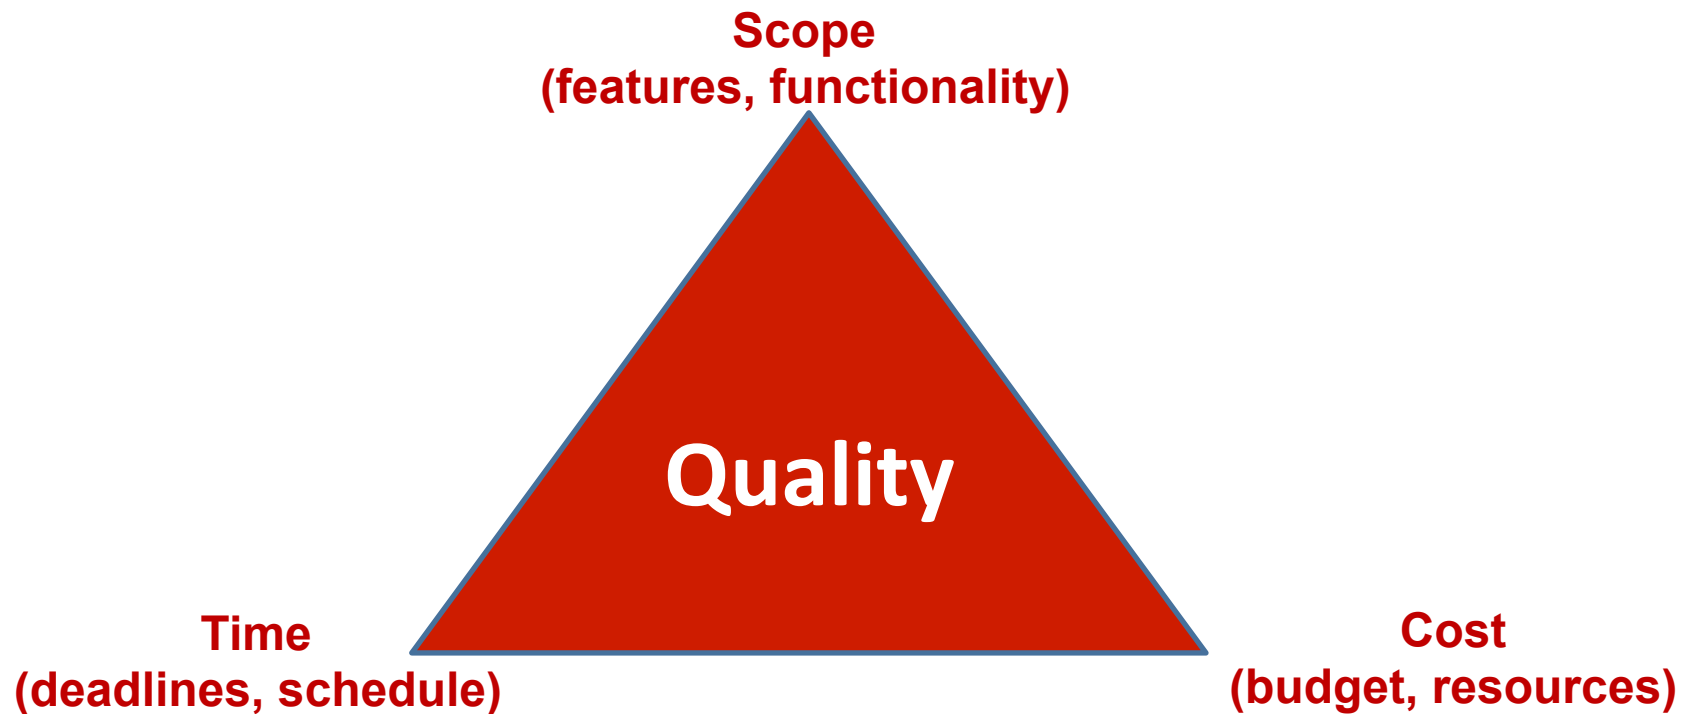 Scope
(features, functionality)
Quality
Time
(deadlines, schedule)
Cost
(budget, resources)